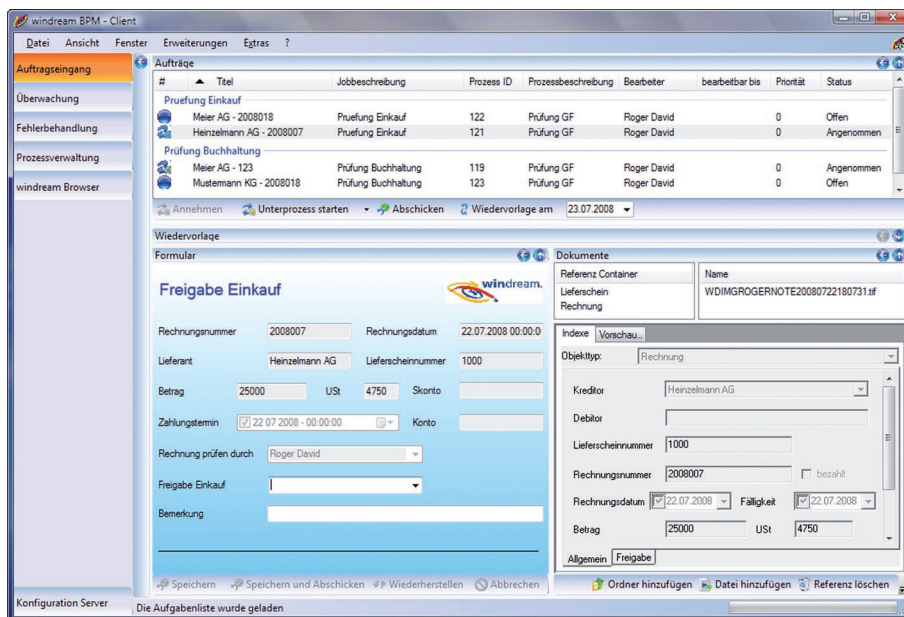 windream BPM - Client
Datei Ansicht Fenster Erweiterungen Extras ?
Auftragseingang
Überwachung
Fehlerbehandlung
Prozessverwaltung
windream Browser
Konfiguration Server
Aufträge
# Titel Jobbeschreibung Prozess ID Prozessbeschreibung Bearbeiter bearbeitbar bis Priorität Status
Pruefung Einkauf
Meier AG - 2008018 Pruefung Einkauf 122 Prüfung GF Roger David 0 Offen
Heinzelmann AG - 2008007 Pruefung Einkauf 121 Prüfung GF Roger David 0 Angenommen
Prüfung Buchhaltung
Meier AG - 123 Prüfung Buchhaltung 119 Prüfung GF Roger David 0 Angenommen
Mustemann KG - 2008018 Prüfung Buchhaltung 123 Prüfung GF Roger David 0 Offen
Annehmen Unterprozess starten Abschicken Wiedervorlage am 23.07.2008
Wiedervorlage
Formular
Freigabe Einkauf
windream.
Rechnungsnummer 2008007 Rechnungsdatum 22.07.2008 00:00:0
Lieferant Heinzelmann AG Lieferscheinnummer 1000
Betrag 25000 USt 4750 Skonto
Zahlungstermin 22 07 2008 - 00:00:00 Konto
Rechnung prüfen durch Roger David
Freigabe Einkauf
Bemerkung
Speichern Speichern und Abschicken Wiederherstellen Abbrechen
Dokumente
Referenz Container Name
Lieferschein WDIMGROGERNOTE20080722180731.tif
Rechnung
Indexe Vorschau...
Objekttyp: Rechnung
Kreditor Heinzelmann AG
Debitor
Lieferscheinnummer 1000
Rechnungsnummer 2008007 bezahlt
Rechnungsdatum 22.07.2008 Fälligkeit 22.07.2008
Betrag 25000 USt 4750
Allgemein Freigabe
Ordner hinzufügen Datei hinzufügen Referenz löschen
Die Aufgabenliste wurde geladen